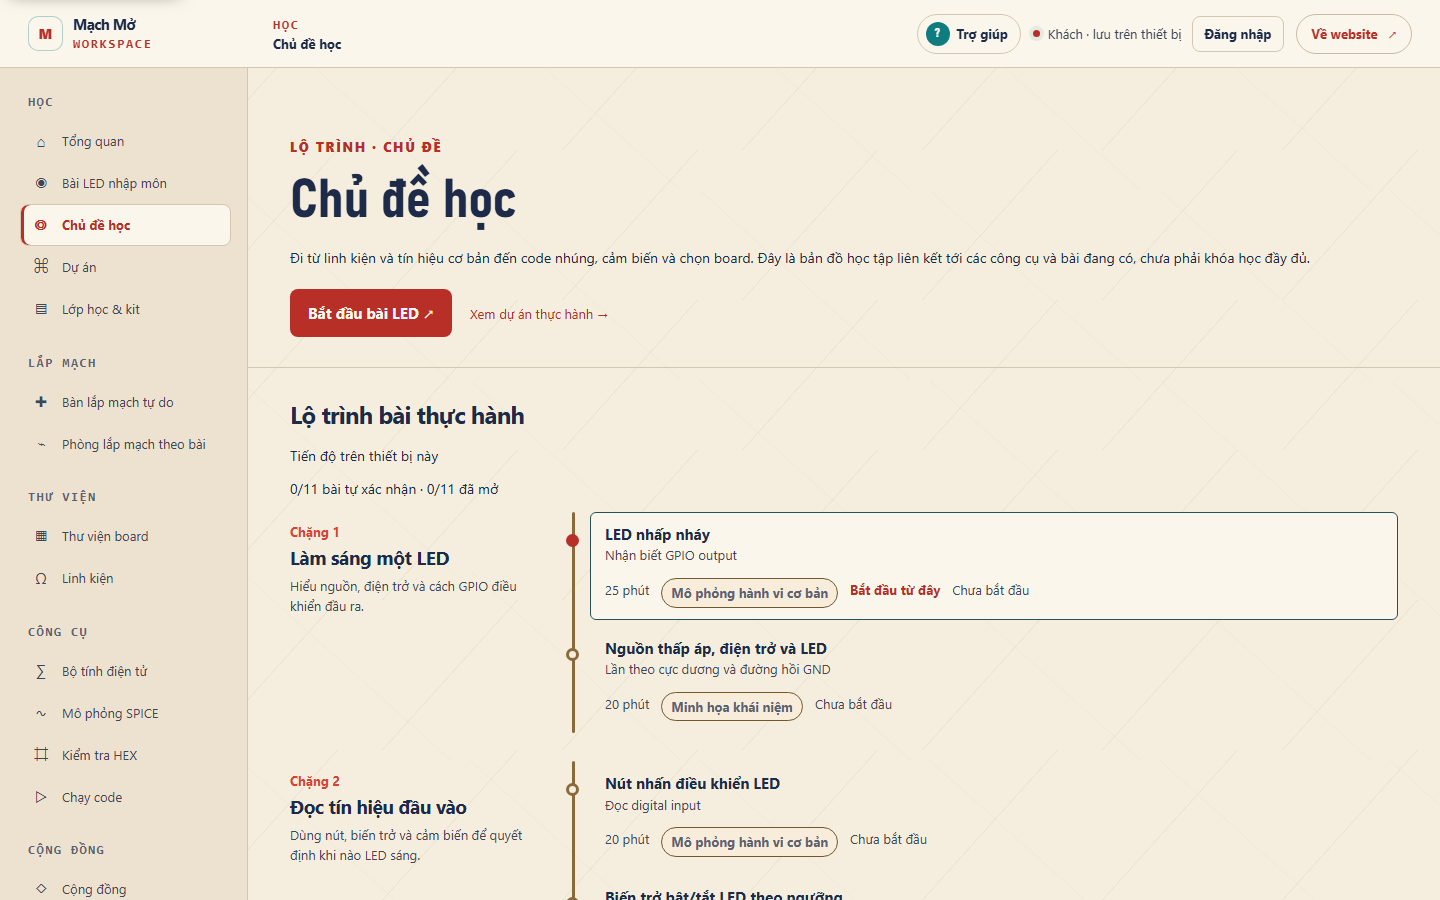 M
Mạch Mở
WORKSPACE
HỌC
Chủ đề học
? Trợ giúp
Khách · lưu trên thiết bị
Đăng nhập
Về website ↗
HỌC
Tổng quan
Bài LED nhập môn
Chủ đề học
Dự án
Lớp học & kit
LẮP MẠCH
Bàn lắp mạch tự do
Phòng lắp mạch theo bài
THƯ VIỆN
Thư viện board
Linh kiện
CÔNG CỤ
Bộ tính điện tử
Mô phỏng SPICE
Kiểm tra HEX
Chạy code
CỘNG ĐỒNG
Cộng đồng
LỘ TRÌNH · CHỦ ĐỀ
Chủ đề học
Đi từ linh kiện và tín hiệu cơ bản đến code nhúng, cảm biến và chọn board. Đây là bản đồ học tập liên kết tới các công cụ và bài đang có, chưa phải khóa học đầy đủ.
Bắt đầu bài LED ↗
Xem dự án thực hành →
Lộ trình bài thực hành
Tiến độ trên thiết bị này
0/11 bài tự xác nhận · 0/11 đã mở
Chặng 1
Làm sáng một LED
Hiểu nguồn, điện trở và cách GPIO điều
khiển đầu ra.
LED nhấp nháy
Nhận biết GPIO output
25 phút Mô phỏng hành vi cơ bản Bắt đầu từ đây Chưa bắt đầu
Nguồn thấp áp, điện trở và LED
Lần theo cực dương và đường hồi GND
20 phút Minh họa khái niệm Chưa bắt đầu
Chặng 2
Đọc tín hiệu đầu vào
Dùng nút, biến trở và cảm biến để quyết
định khi nào LED sáng.
Nút nhấn điều khiển LED
Đọc digital input
20 phút Mô phỏng hành vi cơ bản Chưa bắt đầu
Biến trở bật/tắt LED theo ngưỡng